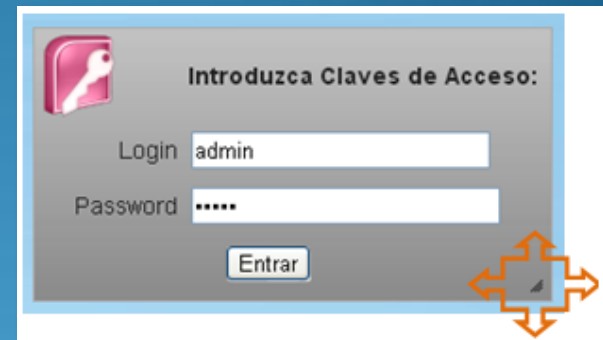 Introduzca Claves de Acceso:
Login admin
Password •••••
Entrar